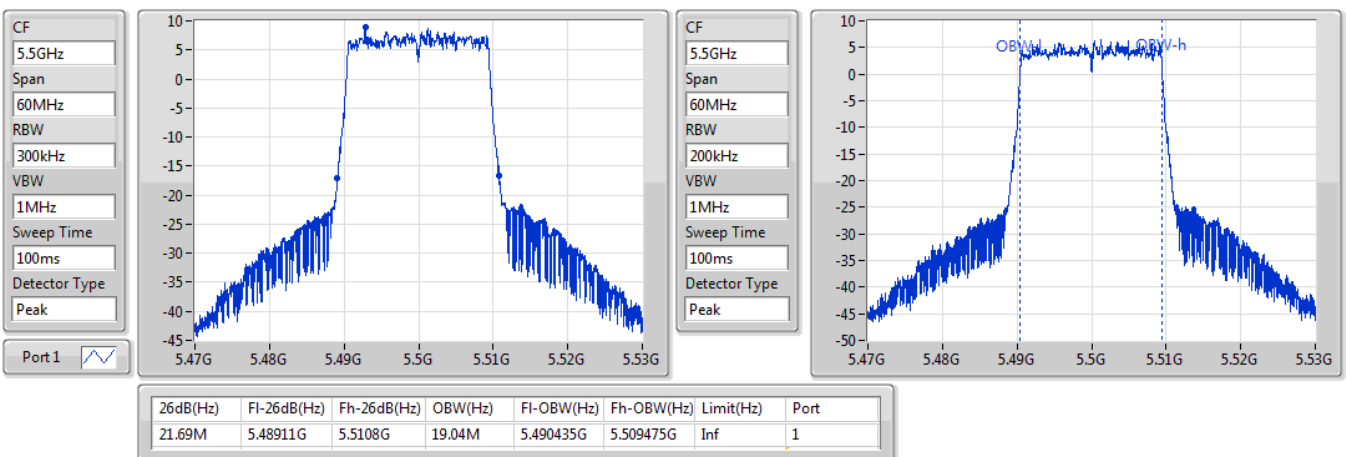 CF
5.5GHz
Span
60MHz
RBW
300kHz
VBW
1MHz
Sweep Time
100ms
Detector Type
Peak
Port 1
10
5
0
-5
-10
-15
-20
-25
-30
-35
-40
-45
5.47G 5.48G 5.49G 5.5G 5.51G 5.52G 5.53G
CF
5.5GHz
Span
60MHz
RBW
200kHz
VBW
1MHz
Sweep Time
100ms
Detector Type
Peak
10
5
0
-5
-10
-15
-20
-25
-30
-35
-40
-45
-50
OBW-l OBW-h
5.47G 5.48G 5.49G 5.5G 5.51G 5.52G 5.53G
26dB(Hz) Fl-26dB(Hz) Fh-26dB(Hz) OBW(Hz) Fl-OBW(Hz) Fh-OBW(Hz) Limit(Hz) Port
21.69M 5.48911G 5.5108G 19.04M 5.490435G 5.509475G Inf 1